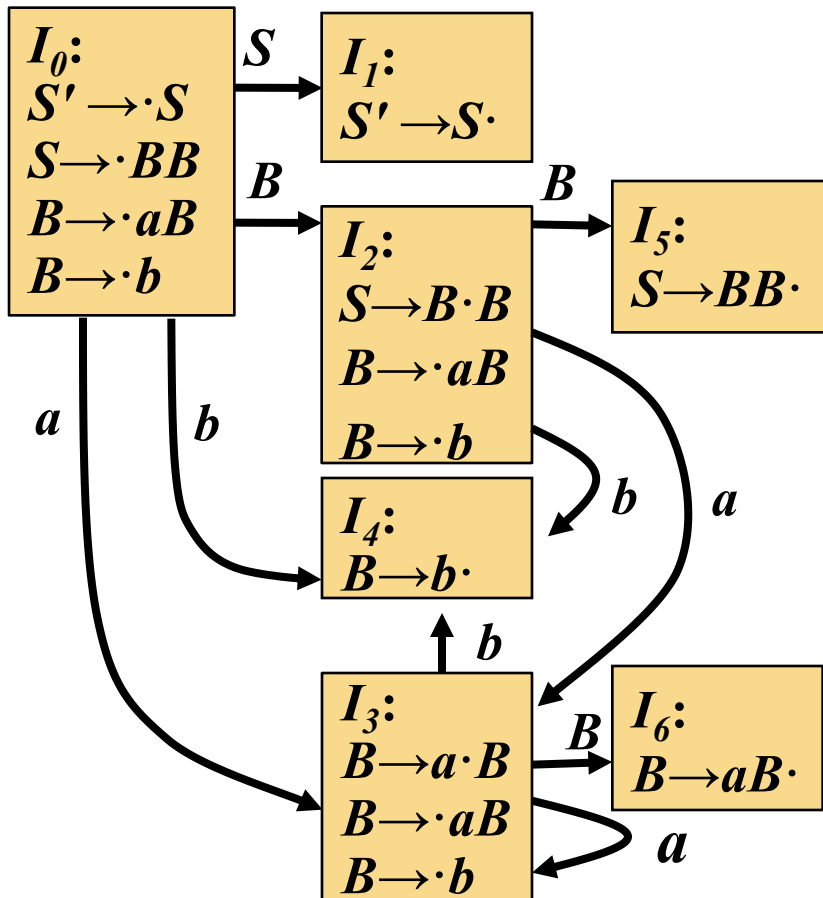 I0:
S' →·S
S→·BB
B→·aB
B→·b
S
I1:
S' →S·
B
I2:
S→B·B
B→·aB
B→·b
B
I5:
S→BB·
a
b
b
a
I4:
B→b·
b
I3:
B→a·B
B→·aB
B→·b
B
I6:
B→aB·
a